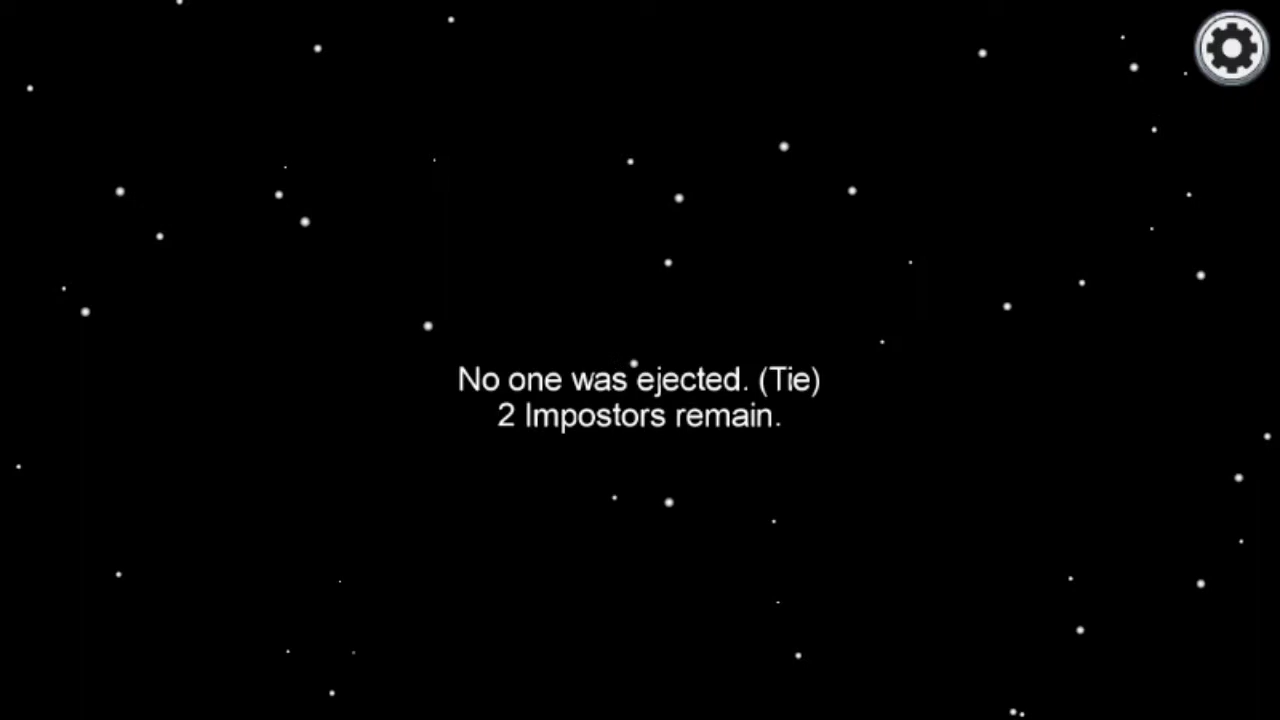 No one was ejected. (Tie)
2 Impostors remain.